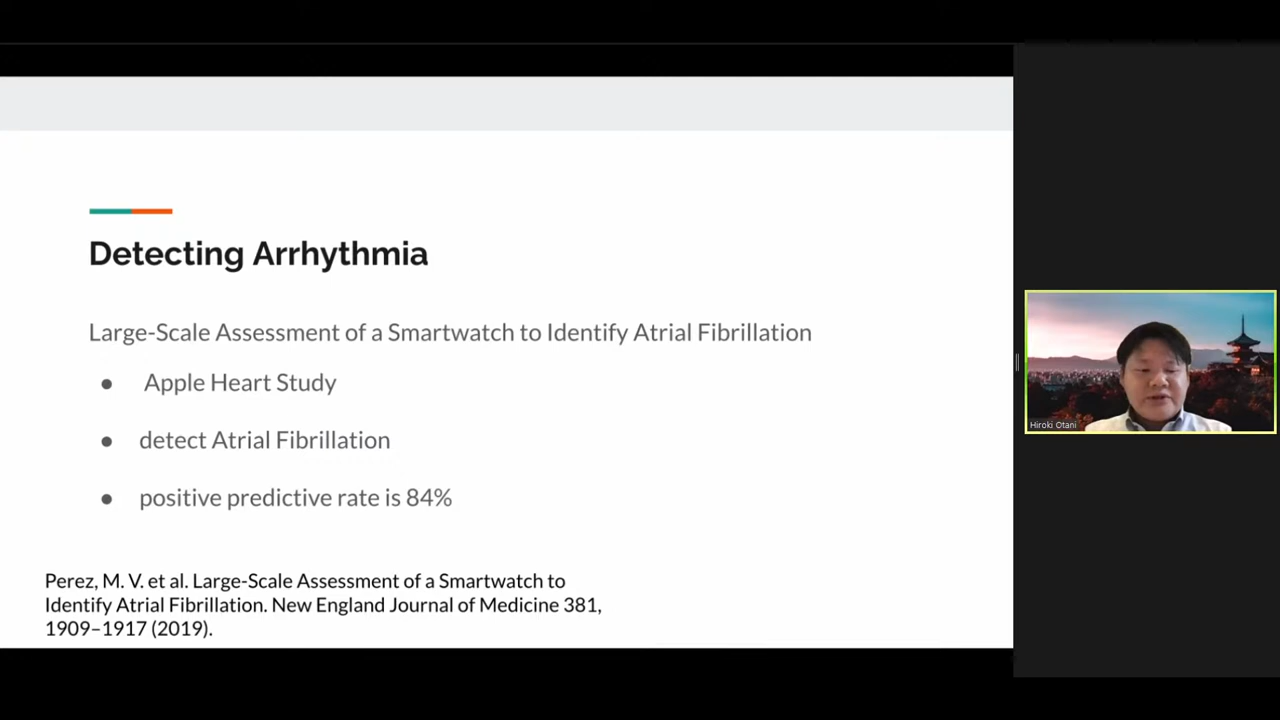 Detecting Arrhythmia
Large-Scale Assessment of a Smartwatch to Identify Atrial Fibrillation
● Apple Heart Study
● detect Atrial Fibrillation
● positive predictive rate is 84%
Perez, M. V. et al. Large-Scale Assessment of a Smartwatch to
Identify Atrial Fibrillation. New England Journal of Medicine 381,
1909–1917 (2019).
Hiroki Otani